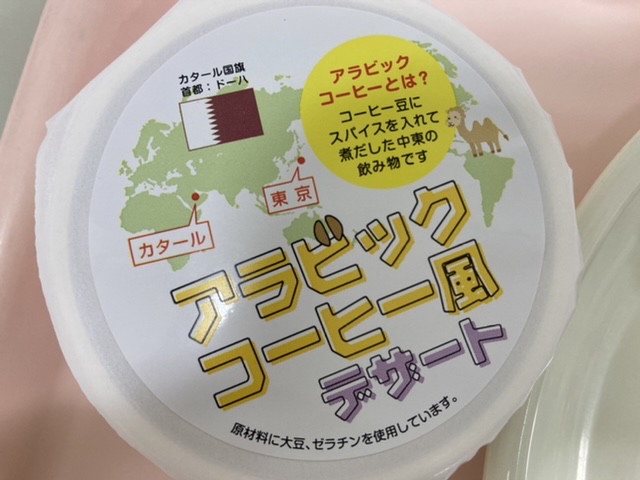 カタール国旗
首都：ドーハ
アラビック
コーヒーとは？
コーヒー豆に
スパイスを入れて
煮だした中東の
飲み物です
東京
カタール
アラビック
コーヒー風
デザート
原材料に大豆、ゼラチンを使用しています。